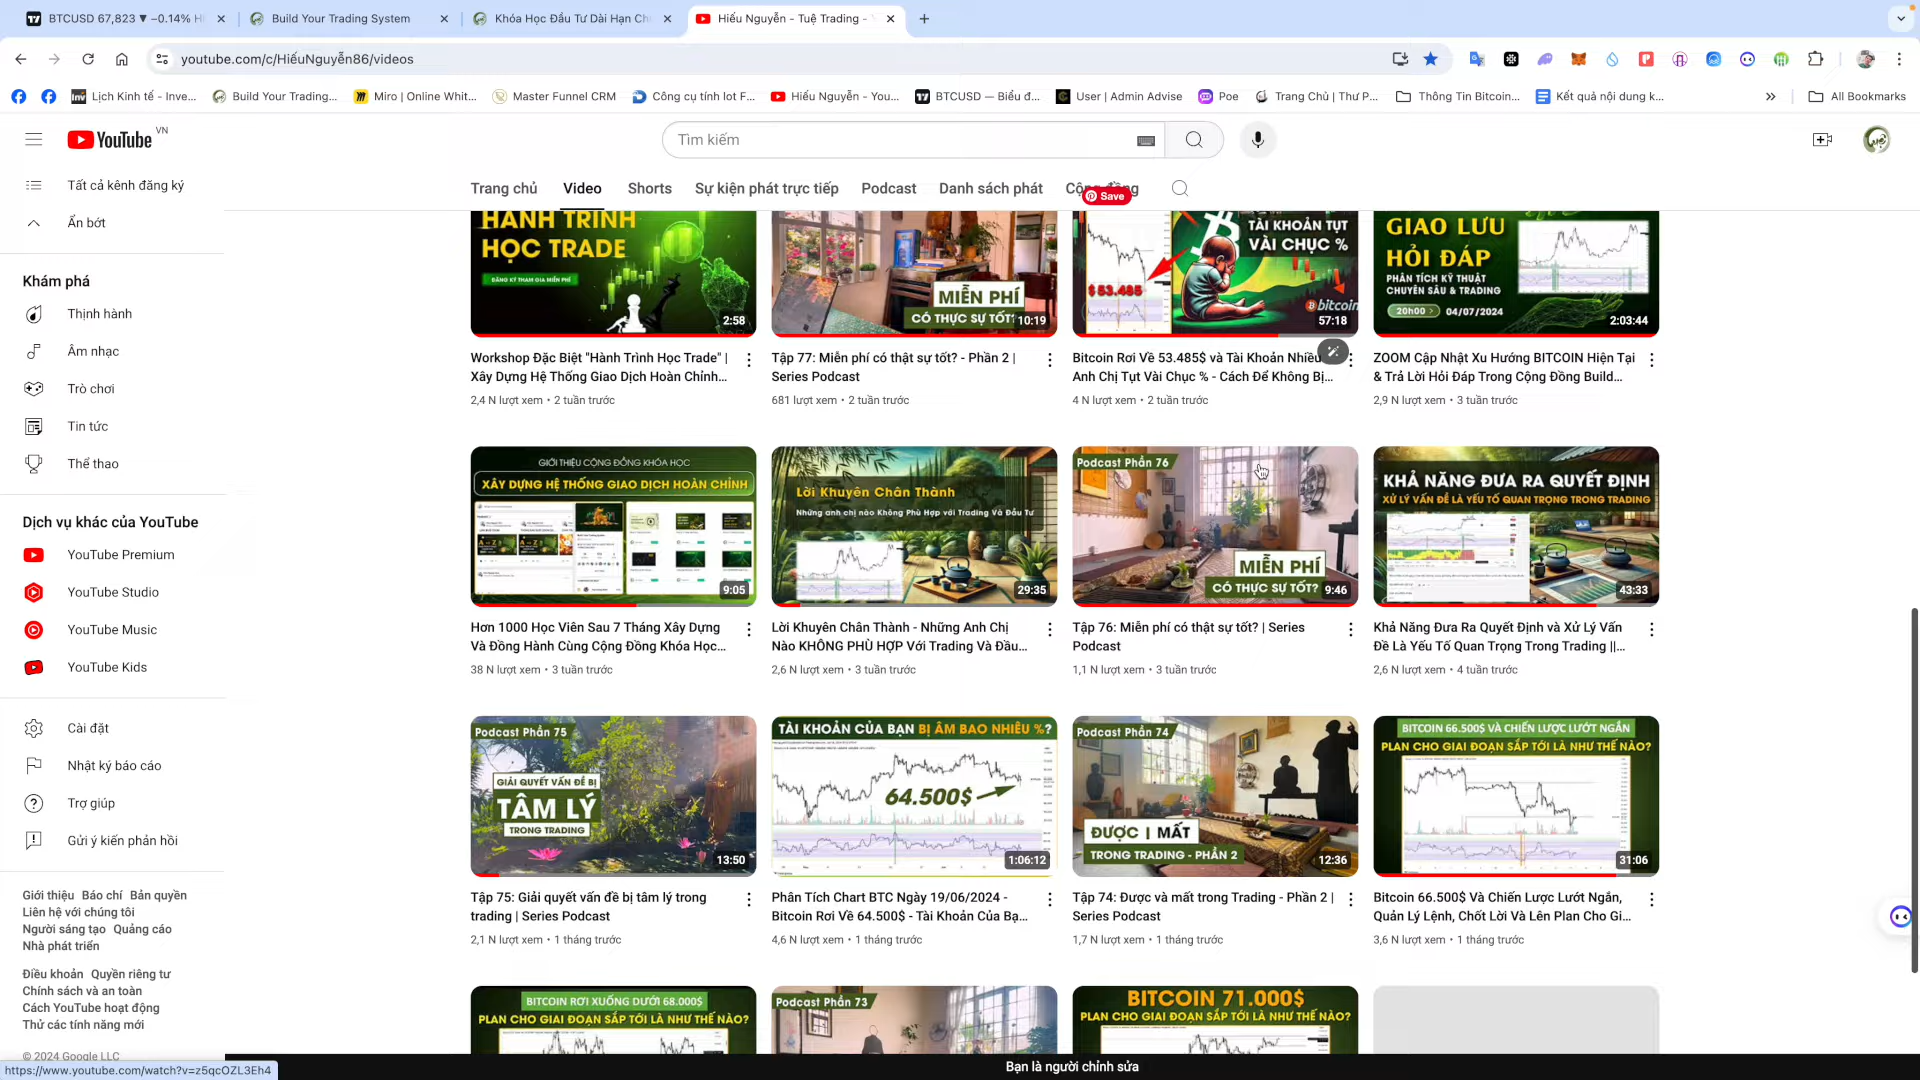 BTCUSD 67,823 ▼ −0.14%
Build Your Trading System
Khóa Học Đầu Tư Dài Hạn Ch
Hiếu Nguyễn - Tuệ Trading -
youtube.com/c/HiếuNguyễn86/videos
Lịch Kinh tế - Inve...
Build Your Trading...
Miro | Online Whit...
Master Funnel CRM
Công cụ tính lot F...
Hiếu Nguyễn - You...
BTCUSD — Biểu đ...
User | Admin Advise
Poe
Trang Chủ | Thư P...
Thông Tin Bitcoin...
Kết quả nội dung k...
All Bookmarks
YouTube VN
Tìm kiếm
Trang chủ
Video
Shorts
Sự kiện phát trực tiếp
Podcast
Danh sách phát
Cộng đồng
Save
Tất cả kênh đăng ký
Ẩn bớt
Khám phá
Thịnh hành
Âm nhạc
Trò chơi
Tin tức
Thể thao
Dịch vụ khác của YouTube
YouTube Premium
YouTube Studio
YouTube Music
YouTube Kids
Cài đặt
Nhật ký báo cáo
Trợ giúp
Gửi ý kiến phản hồi
Giới thiệu Báo chí Bản quyền
Liên hệ với chúng tôi
Người sáng tạo Quảng cáo
Nhà phát triển
Điều khoản Quyền riêng tư
Chính sách và an toàn
Cách YouTube hoạt động
Thử các tính năng mới
© 2024 Google LLC
https://www.youtube.com/watch?v=z5qcOZL3Eh4
HÀNH TRÌNH
HỌC TRADE
ĐĂNG KÝ THAM GIA MIỄN PHÍ
2:58
Workshop Đặc Biệt "Hành Trình Học Trade" |
Xây Dựng Hệ Thống Giao Dịch Hoàn Chỉnh...
2,4 N lượt xem • 2 tuần trước
MIỄN PHÍ
CÓ THỰC SỰ TỐT?
10:19
Tập 77: Miễn phí có thật sự tốt? - Phần 2 |
Series Podcast
681 lượt xem • 2 tuần trước
TÀI KHOẢN TỤT
VÀI CHỤC %
$53.485
bitcoin
57:18
Bitcoin Rơi Về 53.485$ và Tài Khoản Nhiều
Anh Chị Tụt Vài Chục % - Cách Để Không Bị...
4 N lượt xem • 2 tuần trước
GIAO LƯU
HỎI ĐÁP
PHÂN TÍCH KỸ THUẬT
CHUYÊN SÂU & TRADING
20h00 > 04/07/2024
2:03:44
ZOOM Cập Nhật Xu Hướng BITCOIN Hiện Tại
& Trả Lời Hỏi Đáp Trong Cộng Đồng Build...
2,9 N lượt xem • 3 tuần trước
GIỚI THIỆU CỘNG ĐỒNG KHÓA HỌC
XÂY DỰNG HỆ THỐNG GIAO DỊCH HOÀN CHỈNH
9:05
Hơn 1000 Học Viên Sau 7 Tháng Xây Dựng
Và Đồng Hành Cùng Cộng Đồng Khóa Học...
38 N lượt xem • 3 tuần trước
Lời Khuyên Chân Thành
Những anh chị nào Không Phù Hợp với Trading Và Đầu Tư
29:35
Lời Khuyên Chân Thành - Những Anh Chị
Nào KHÔNG PHÙ HỢP Với Trading Và Đầu...
2,6 N lượt xem • 3 tuần trước
Podcast Phần 76
MIỄN PHÍ
CÓ THỰC SỰ TỐT?
9:46
Tập 76: Miễn phí có thật sự tốt? | Series
Podcast
1,1 N lượt xem • 3 tuần trước
KHẢ NĂNG ĐƯA RA QUYẾT ĐỊNH
XỬ LÝ VẤN ĐỀ LÀ YẾU TỐ QUAN TRỌNG TRONG TRADING
43:33
Khả Năng Đưa Ra Quyết Định và Xử Lý Vấn
Đề Là Yếu Tố Quan Trọng Trong Trading ||...
2,6 N lượt xem • 4 tuần trước
Podcast Phần 75
GIẢI QUYẾT VẤN ĐỀ BỊ
TÂM LÝ
TRONG TRADING
13:50
Tập 75: Giải quyết vấn đề bị tâm lý trong
trading | Series Podcast
2,1 N lượt xem • 1 tháng trước
TÀI KHOẢN CỦA BẠN BỊ ÂM BAO NHIÊU %?
64.500$
1:06:12
Phân Tích Chart BTC Ngày 19/06/2024 -
Bitcoin Rơi Về 64.500$ - Tài Khoản Của Bạ...
4,6 N lượt xem • 1 tháng trước
Podcast Phần 74
ĐƯỢC | MẤT
TRONG TRADING - PHẦN 2
12:36
Tập 74: Được và mất trong Trading - Phần 2 |
Series Podcast
1,7 N lượt xem • 1 tháng trước
BITCOIN 66.500$ VÀ CHIẾN LƯỢC LƯỚT NGẮN
PLAN CHO GIAI ĐOẠN SẮP TỚI LÀ NHƯ THẾ NÀO?
31:06
Bitcoin 66.500$ Và Chiến Lược Lướt Ngắn,
Quản Lý Lệnh, Chốt Lời Và Lên Plan Cho Gi...
3,6 N lượt xem • 1 tháng trước
BITCOIN RƠI XUỐNG DƯỚI 68.000$
PLAN CHO GIAI ĐOẠN SẮP TỚI LÀ NHƯ THẾ NÀO?
Podcast Phần 73
BITCOIN 71.000$
PLAN CHO GIAI ĐOẠN SẮP TỚI LÀ NHƯ THẾ NÀO?
Bạn là người chỉnh sửa